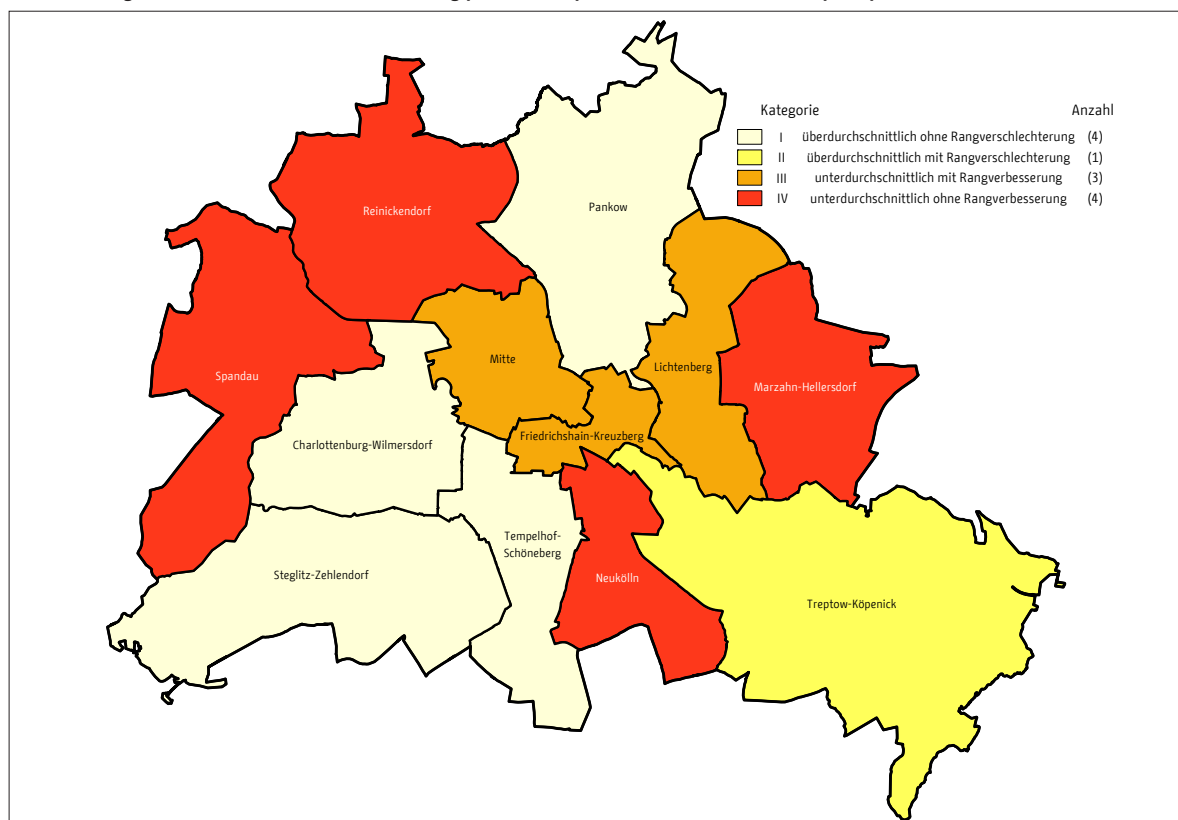 Kategorie Anzahl
I überdurchschnittlich ohne Rangverschlechterung (4)
II überdurchschnittlich mit Rangverschlechterung (1)
III unterdurchschnittlich mit Rangverbesserung (3)
IV unterdurchschnittlich ohne Rangverbesserung (4)
Reinickendorf
Pankow
Mitte
Lichtenberg
Spandau
Marzahn-Hellersdorf
Charlottenburg-Wilmersdorf
Friedrichshain-Kreuzberg
Tempelhof-
Schöneberg
Steglitz-Zehlendorf
Neukölln
Treptow-Köpenick